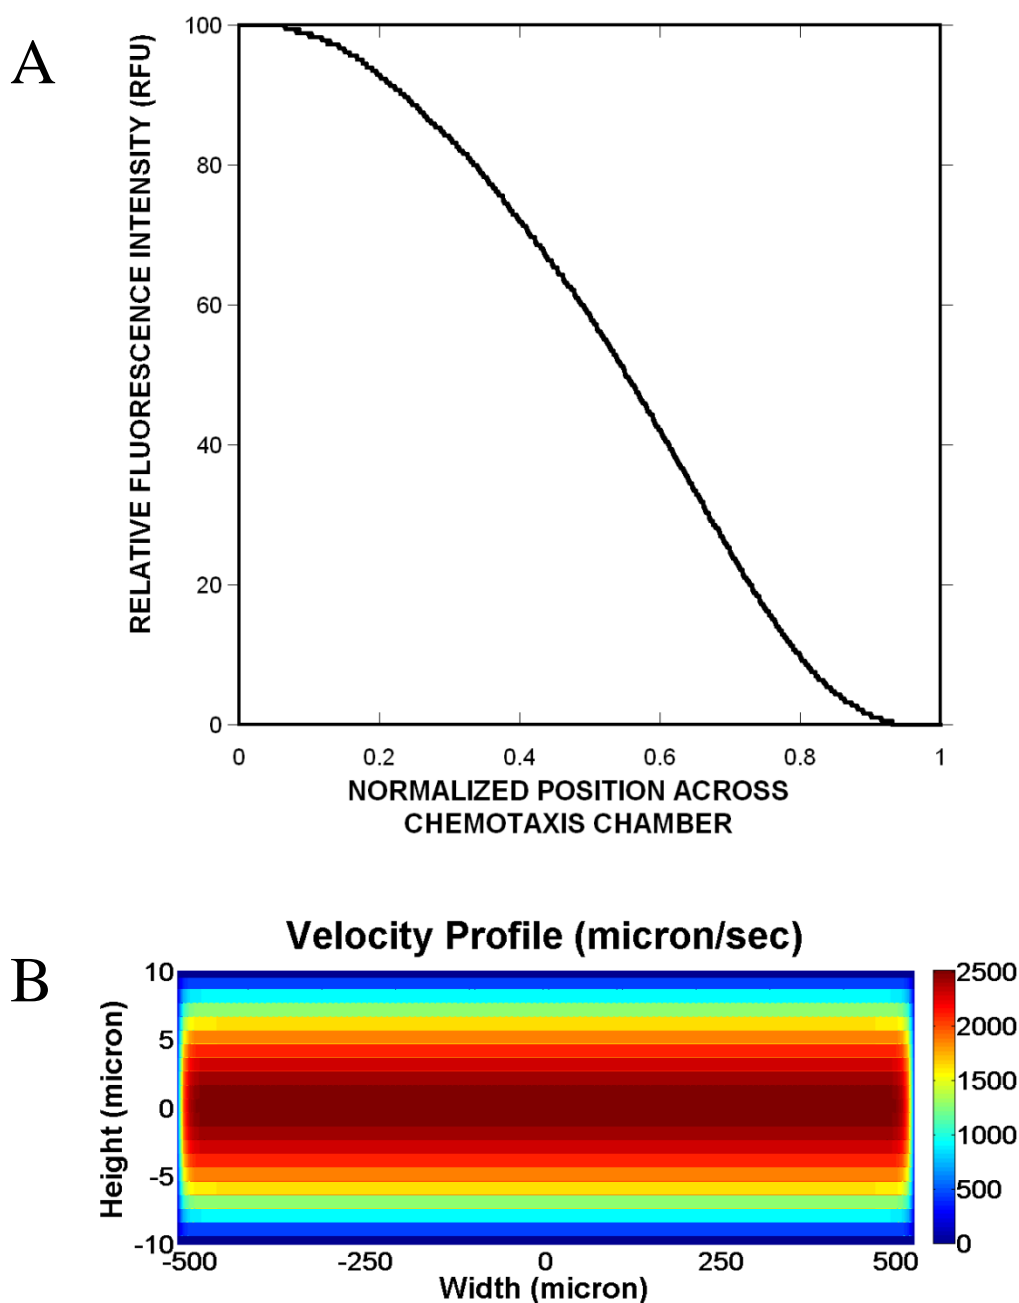 A
RELATIVE FLUORESCENCE INTENSITY (RFU)
100
80
60
40
20
0
0 0.2 0.4 0.6 0.8 1
NORMALIZED POSITION ACROSS
CHEMOTAXIS CHAMBER
B
Velocity Profile (micron/sec)
Height (micron)
10
5
0
-5
-10
-500 -250 0 250 500
Width (micron)
2500
2000
1500
1000
500
0